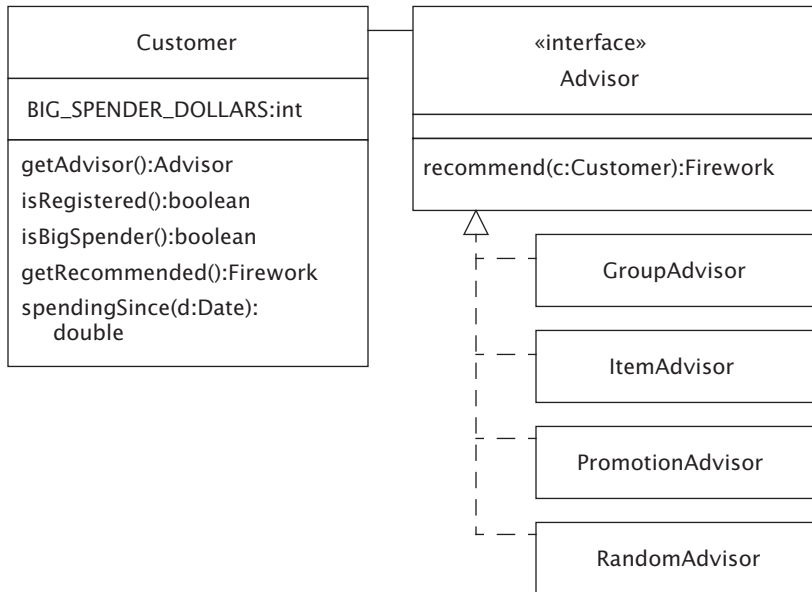 Customer
BIG_SPENDER_DOLLARS:int
getAdvisor():Advisor
isRegistered():boolean
isBigSpender():boolean
getRecommended():Firework
spendingSince(d:Date):
double
«interface»
Advisor
recommend(c:Customer):Firework
GroupAdvisor
ItemAdvisor
PromotionAdvisor
RandomAdvisor